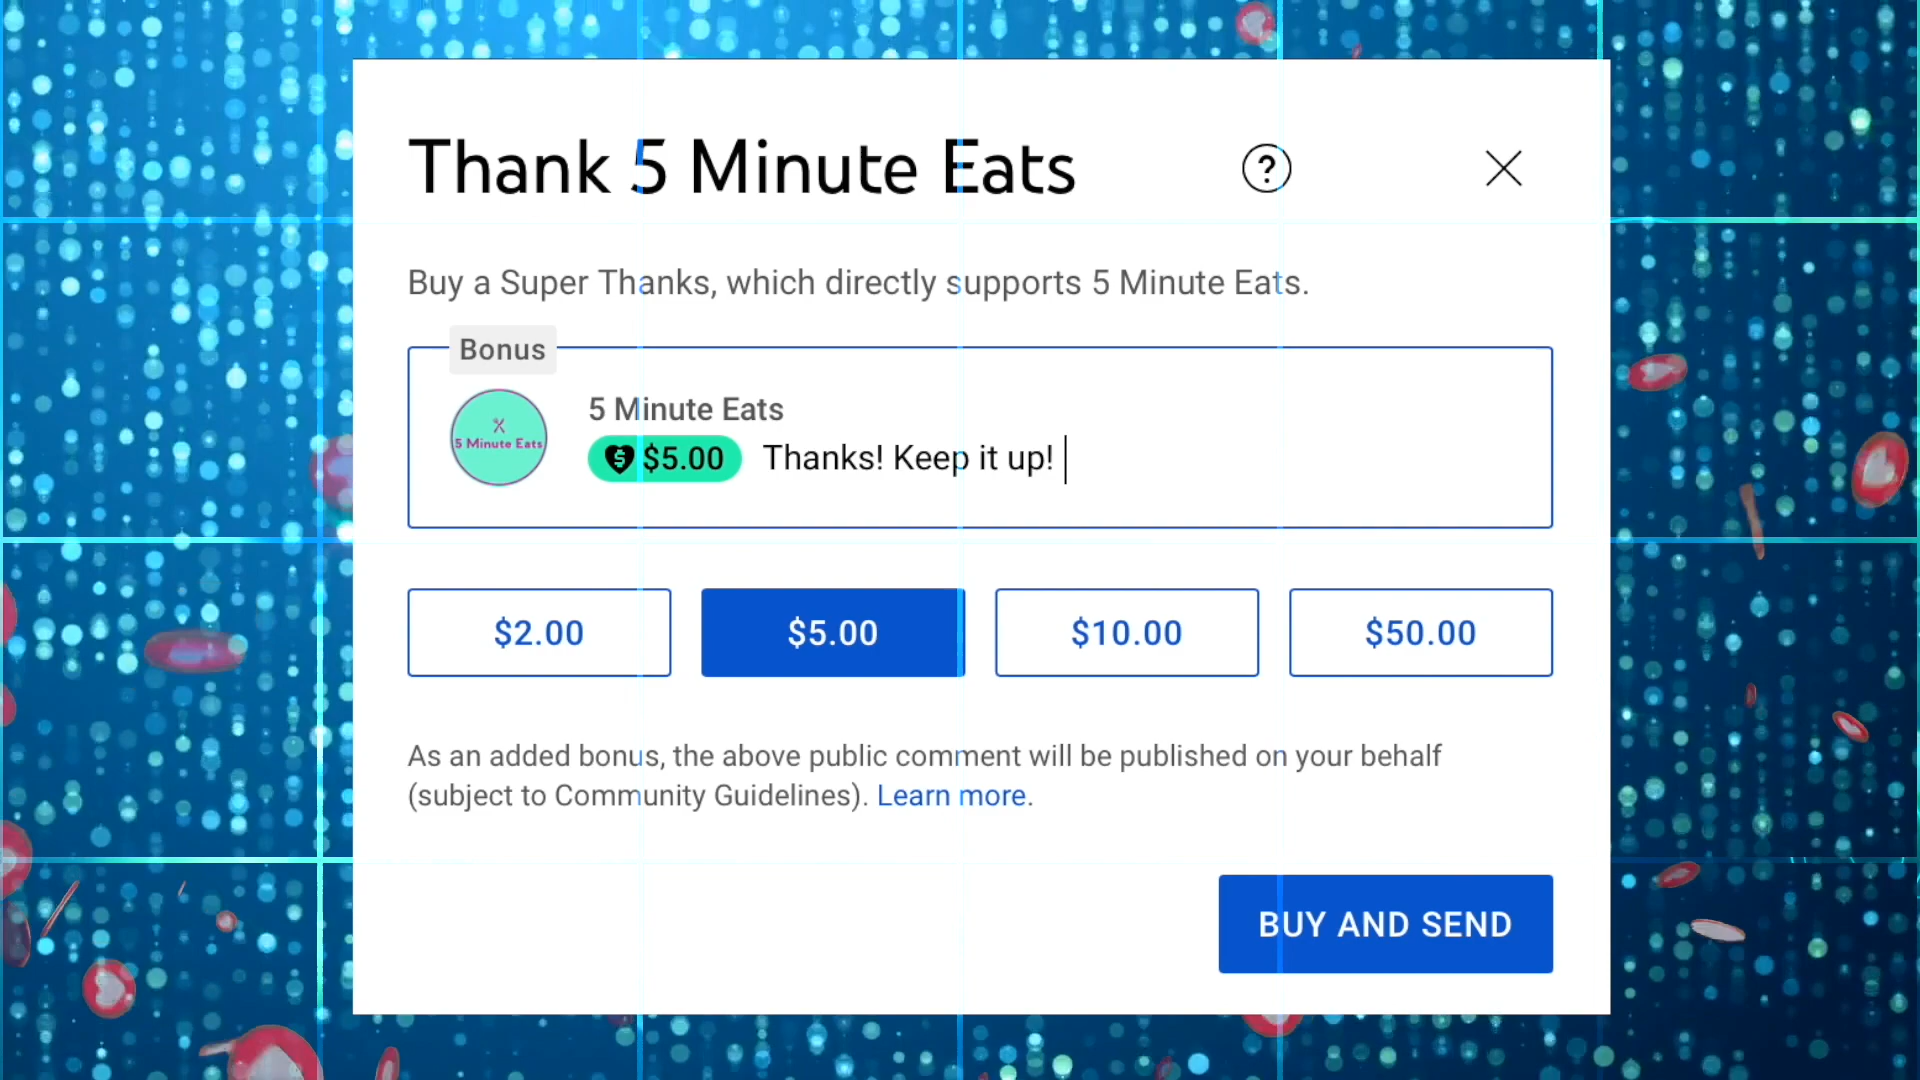 Thank 5 Minute Eats
?
Buy a Super Thanks, which directly supports 5 Minute Eats.
Bonus
5 Minute Eats
5 Minute Eats
$5.00 Thanks! Keep it up!
$2.00 $5.00 $10.00 $50.00
As an added bonus, the above public comment will be published on your behalf
(subject to Community Guidelines). Learn more.
BUY AND SEND